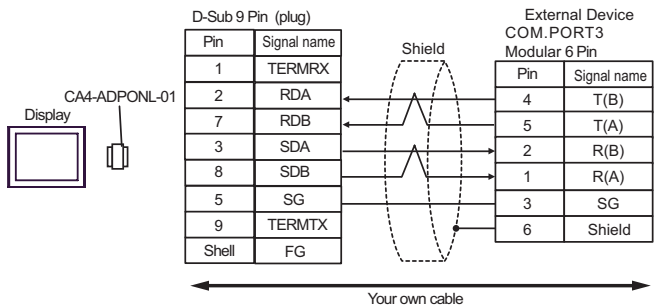 D-Sub 9 Pin (plug)
Pin Signal name
1 TERMRX
2 RDA
7 RDB
3 SDA
8 SDB
5 SG
9 TERMTX
Shell FG
CA4-ADPONL-01
Display
Shield
External Device
COM.PORT3
Modular 6 Pin
Pin Signal name
4 T(B)
5 T(A)
2 R(B)
1 R(A)
3 SG
6 Shield
Your own cable